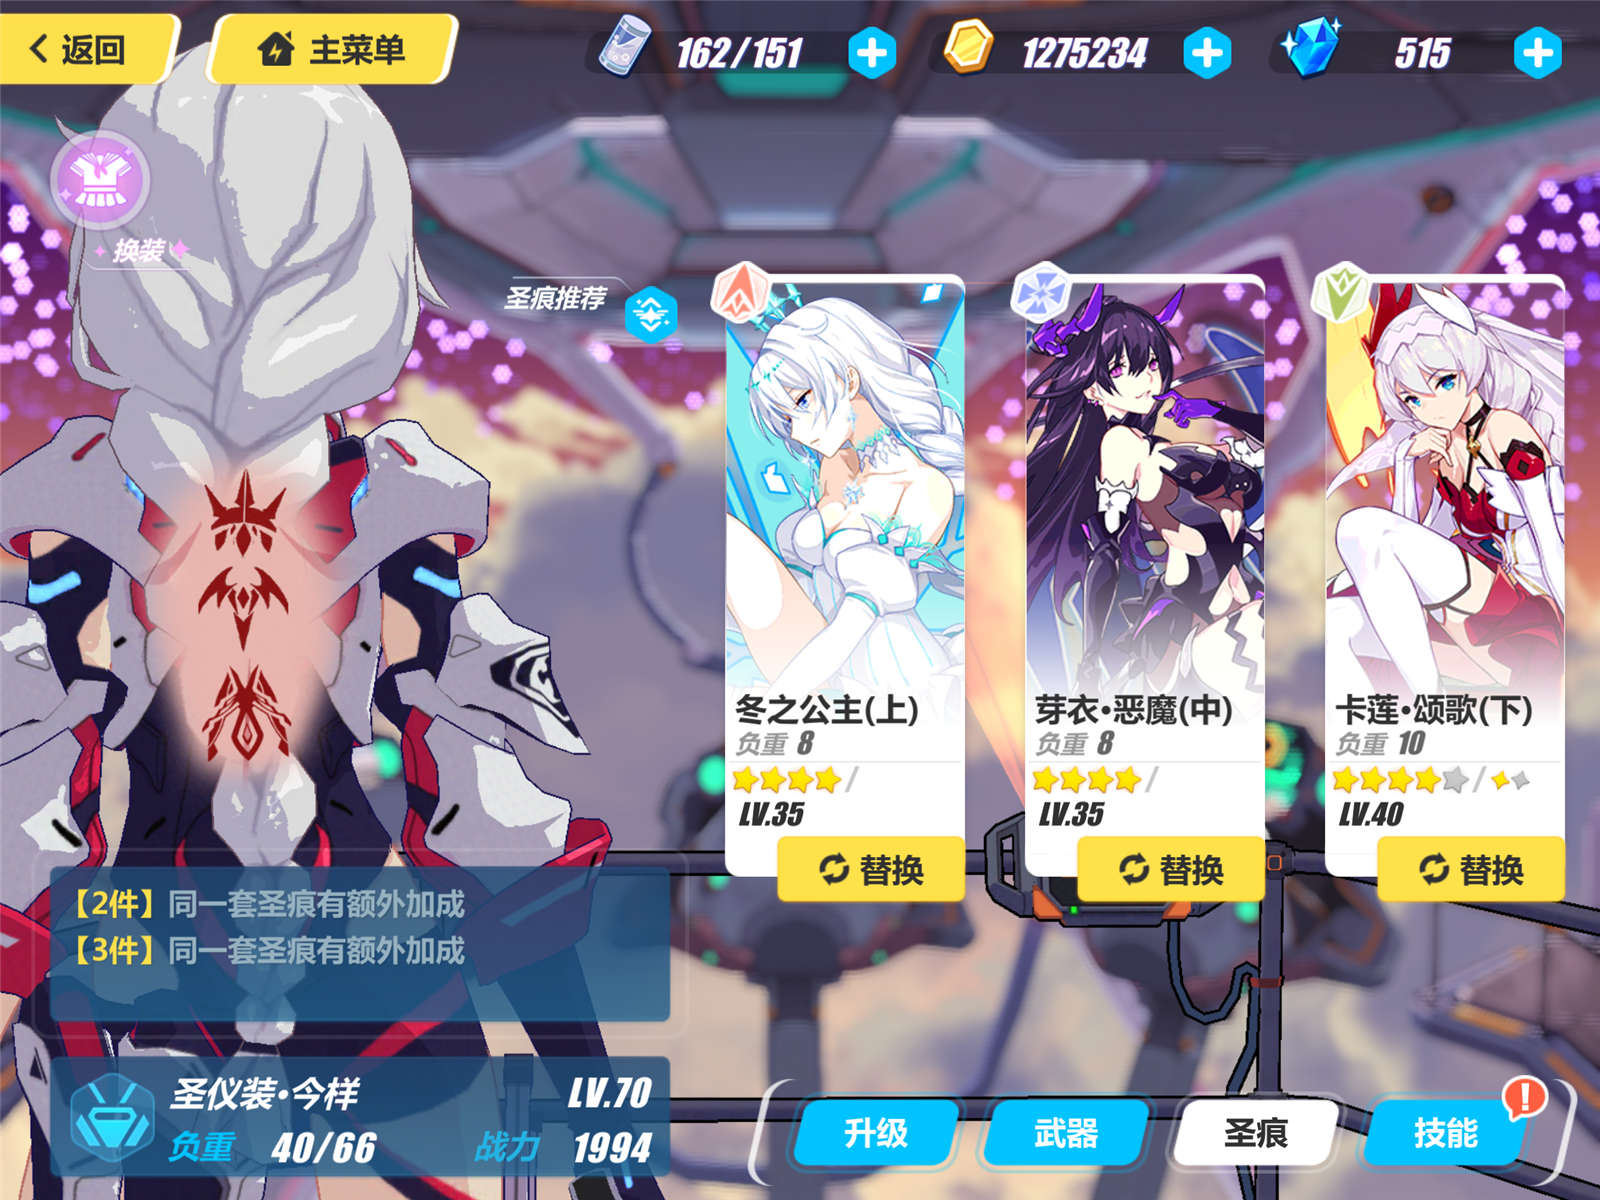 返回
主菜单
162/151
1275234
515
换装
圣痕推荐
冬之公主(上)
负重 8
LV.35
替换
芽衣•恶魔(中)
负重 8
LV.35
替换
卡莲•颂歌(下)
负重 10
LV.40
替换
【2件】同一套圣痕有额外加成
【3件】同一套圣痕有额外加成
圣仪装•今样 LV.70
负重 40/66 战力 1994
升级
武器
圣痕
技能